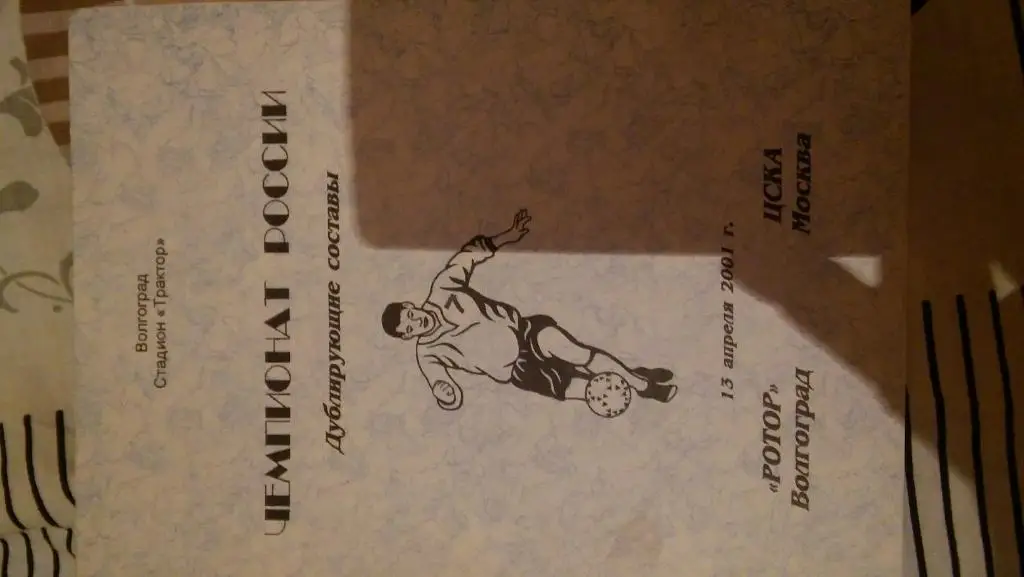 Волгоград
Стадион «Трактор»
ЧЕМПИОНАТ РОССИИ
Дублирующие составы
13 апреля 2001 г.
«РОТОР» ЦСКА
Волгоград Москва